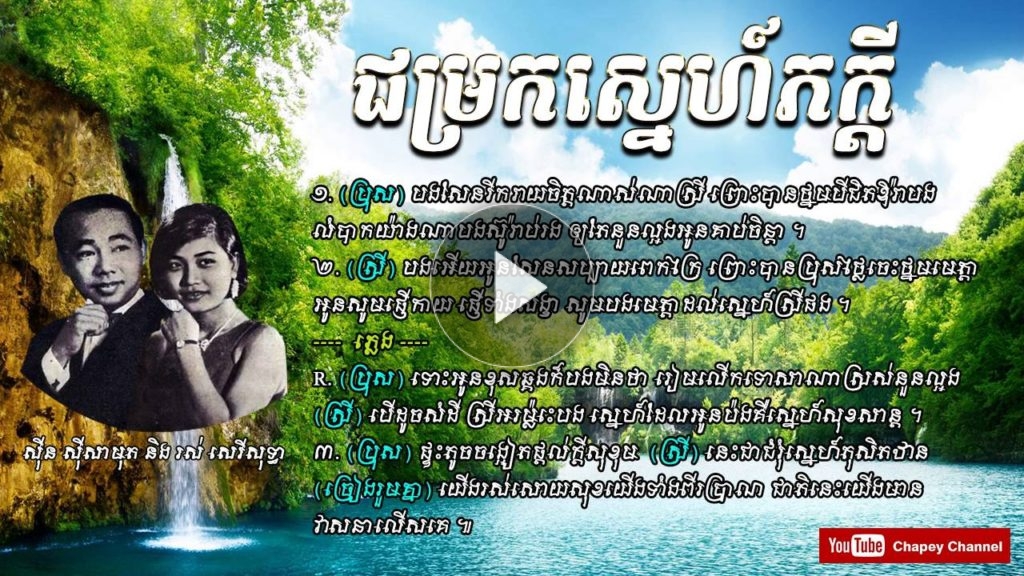 ជម្រកស្នេហ៍ភក្ដី
១. (ប្រុស) បងសែនរីករាយចិត្តណាស់ណាស្រី ព្រោះបានថ្នមបីងិតឱរ៉ាបង
លំបាកយ៉ាងណាបងស៊ូរ៉ាប់រង ឲ្យតែនួនល្អងអូនគាប់ចិន្ដា ។
២. (ស្រី) បងអើយអូនសែនសប្បាយពេកក្រៃ ព្រោះបានប្រុសថ្លៃចេះថ្នមមេត្តា
អូនសូមផ្ញើកាយ ផ្ញើទាំងសង្ខា សូមបងមេត្តា ដល់ស្នេហ៍ស្រីផង ។
---- ភ្លេង ----
R. (ប្រុស) ទោះអូនខុសឆ្គងក៏បងមិនថា រៀមលើកទោសាណាស្រស់នួនល្អង
(ស្រី) បើដូចសំដី ស្រីអរម្ល៉េះបង ស្នេហ៍ដែលអូនប៉ងគឺស្នេហ៍សុខសាន្ត ។
ស៊ីន ស៊ីសាមុត និង រស់ សេរីសុទ្ធា
៣. (ប្រុស) ផ្ទះតូចចង្អៀតផ្ដល់ក្ដីសុខុម (ស្រី) នេះជាជំរុំស្នេហ៍តុសិតឋាន
(ច្រៀងរួមគ្នា) យើងរស់សោយសុខយើងទាំងពីរប្រាណ ជាតិនេះយើងមាន
វាសនាលើសគេ ៕
YouTube Chapey Channel